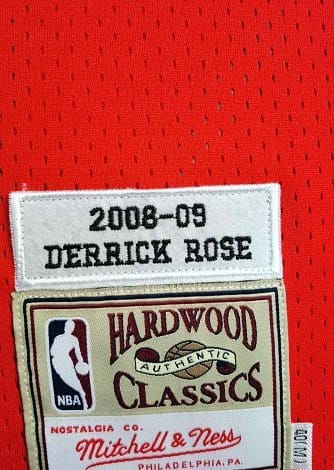 2008-09
DERRICK ROSE
HARDWOOD
AUTHENTIC
CLASSICS
NBA
NOSTALGIA CO.
Mitchell & Ness
PHILADELPHIA, PA.